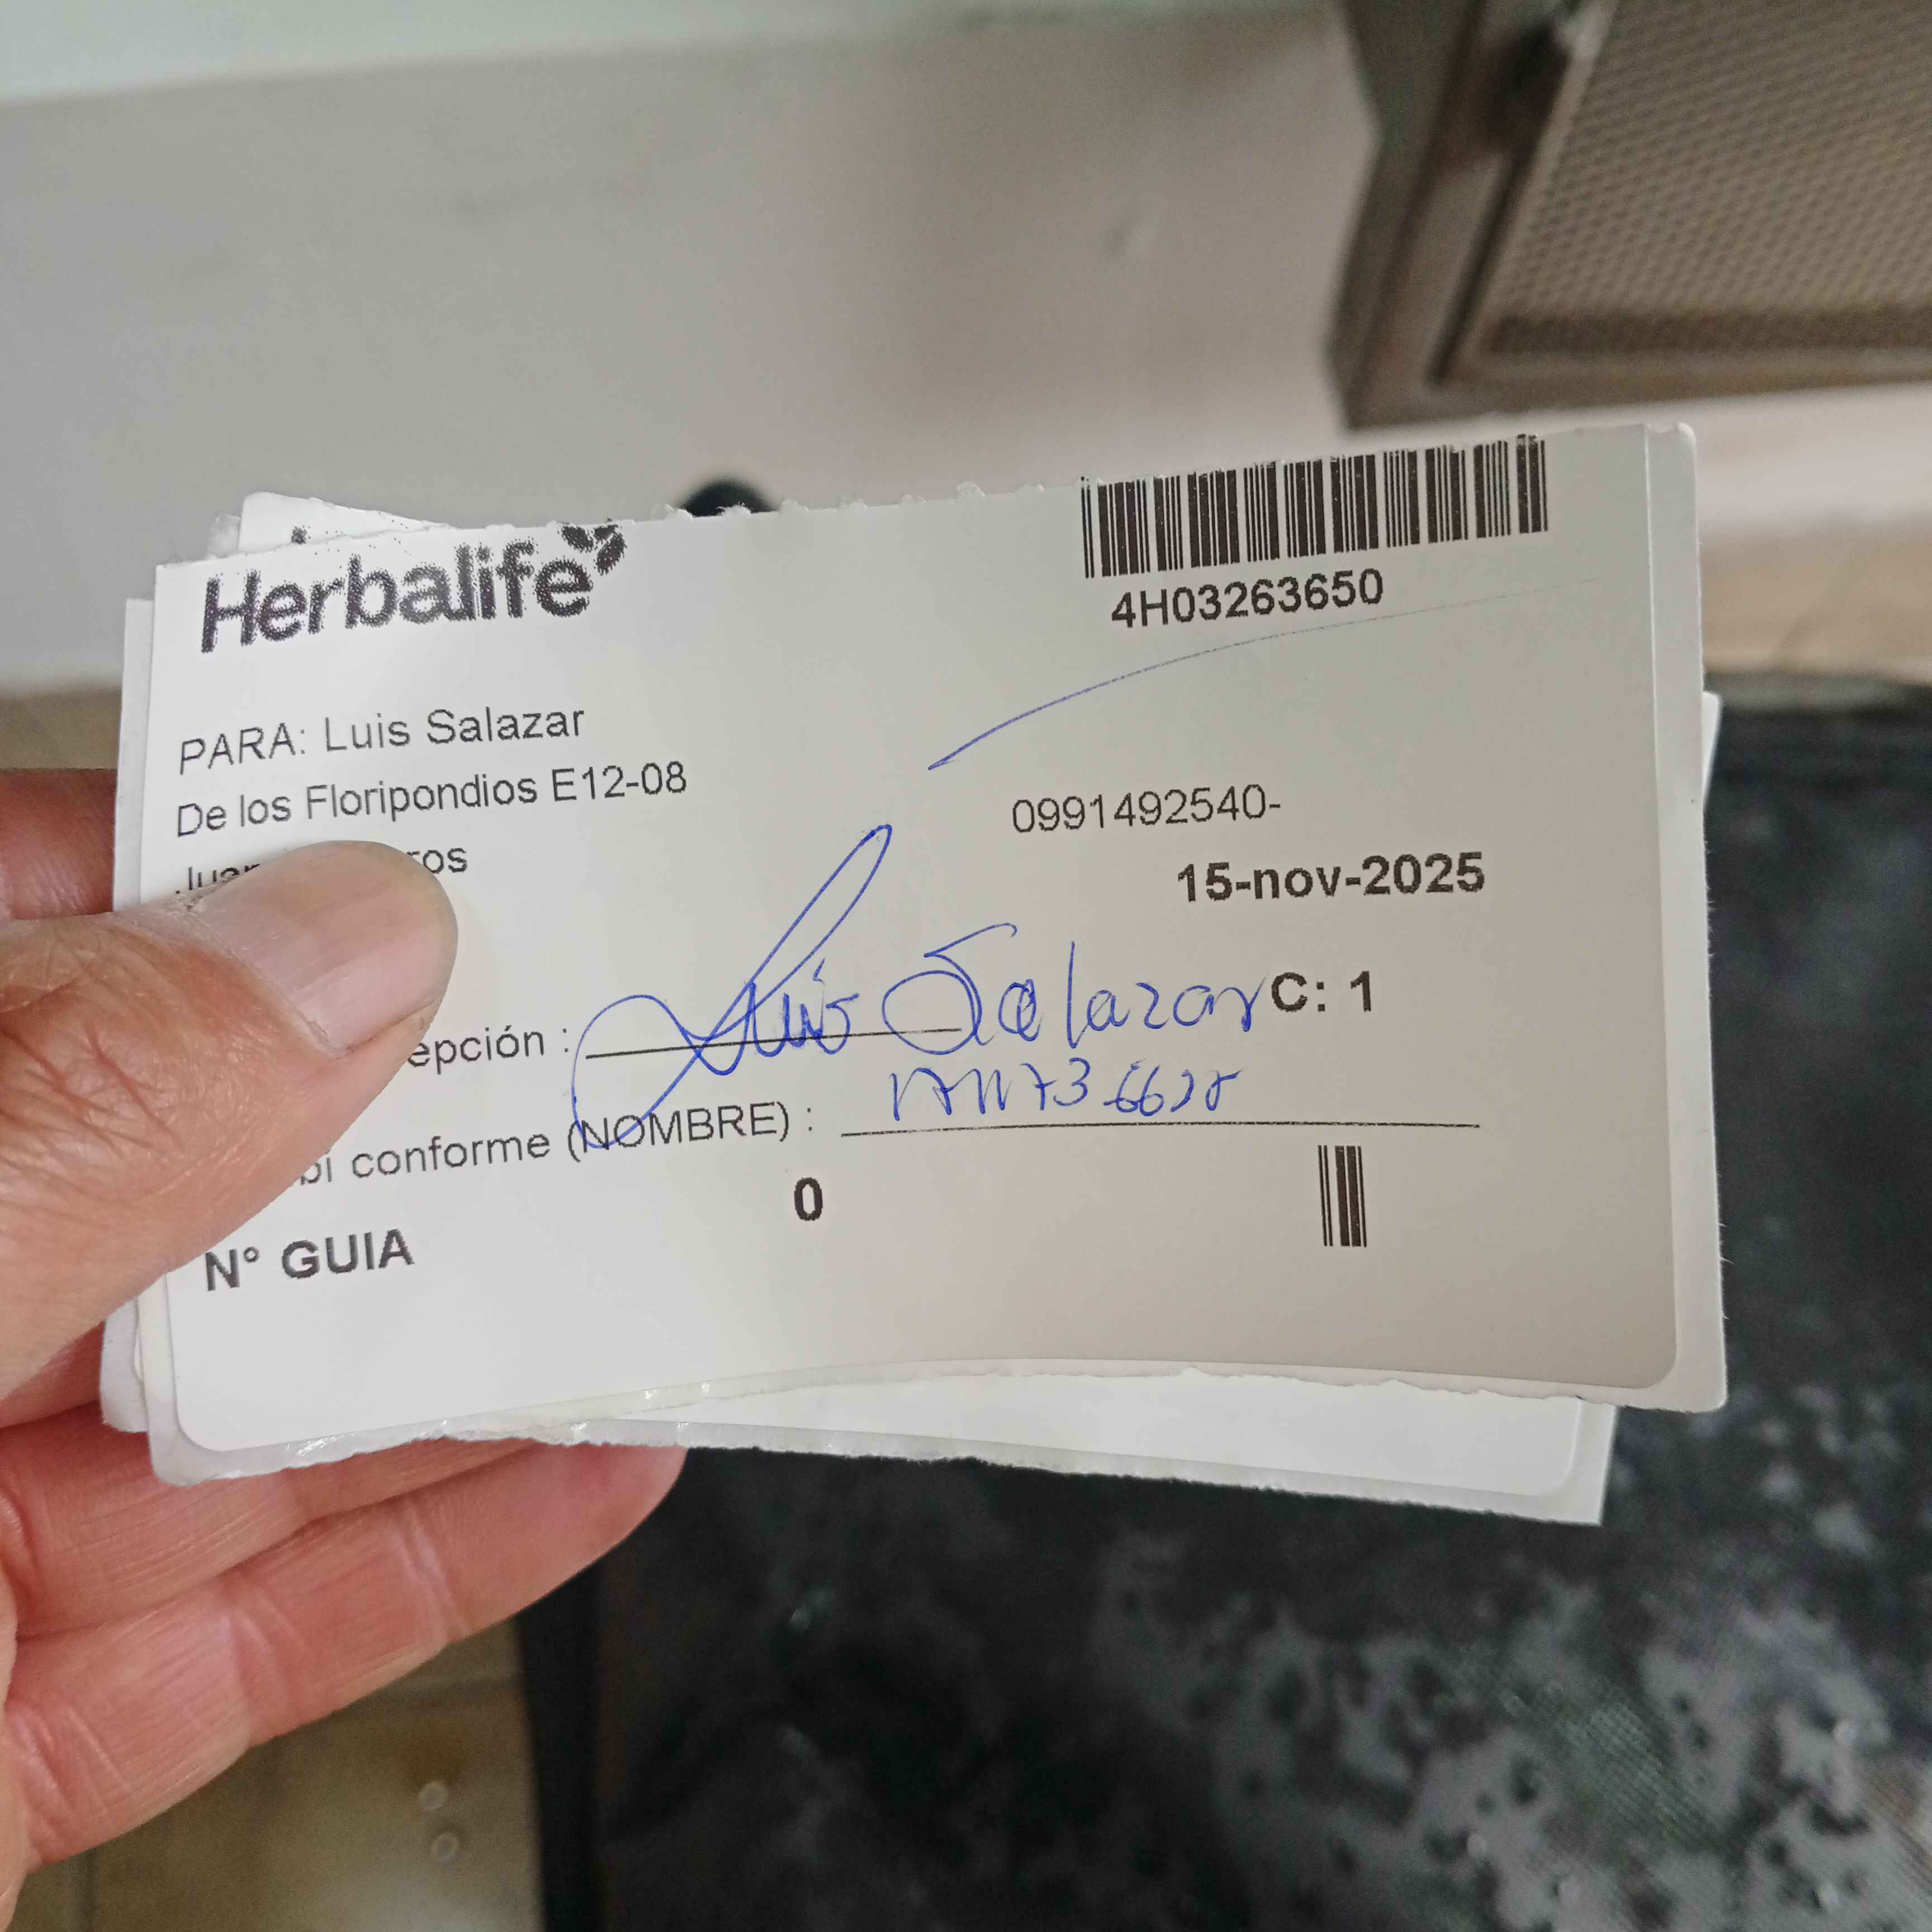 Herbalife
4H03263650
PARA: Luis Salazar
De los Floripondios E12-08
0991492540-
15-nov-2025
epción : Luis Salazar C: 1
conforme (NOMBRE) :
0
N° GUIA